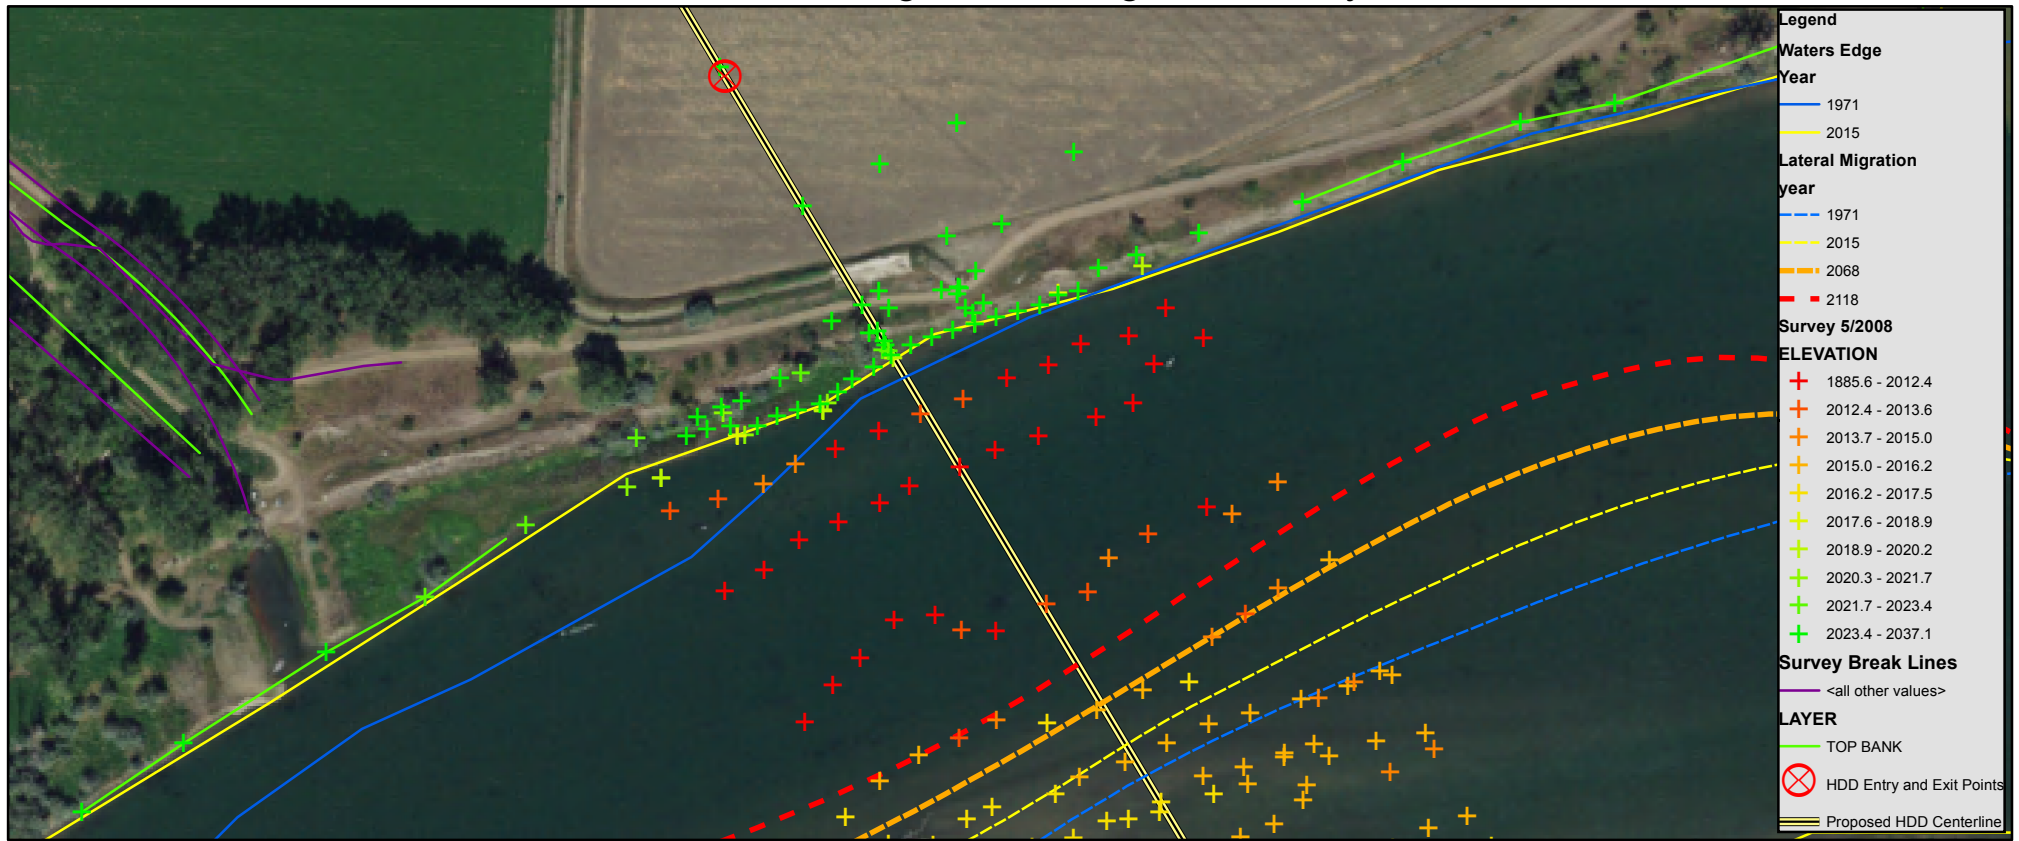 Legend
Waters Edge
Year
1971
2015
Lateral Migration
year
1971
2015
2068
2118
Survey 5/2008
ELEVATION
1885.6 - 2012.4
2012.4 - 2013.6
2013.7 - 2015.0
2015.0 - 2016.2
2016.2 - 2017.5
2017.6 - 2018.9
2018.9 - 2020.2
2020.3 - 2021.7
2021.7 - 2023.4
2023.4 - 2037.1
Survey Break Lines
<all other values>
LAYER
TOP BANK
HDD Entry and Exit Points
Proposed HDD Centerline